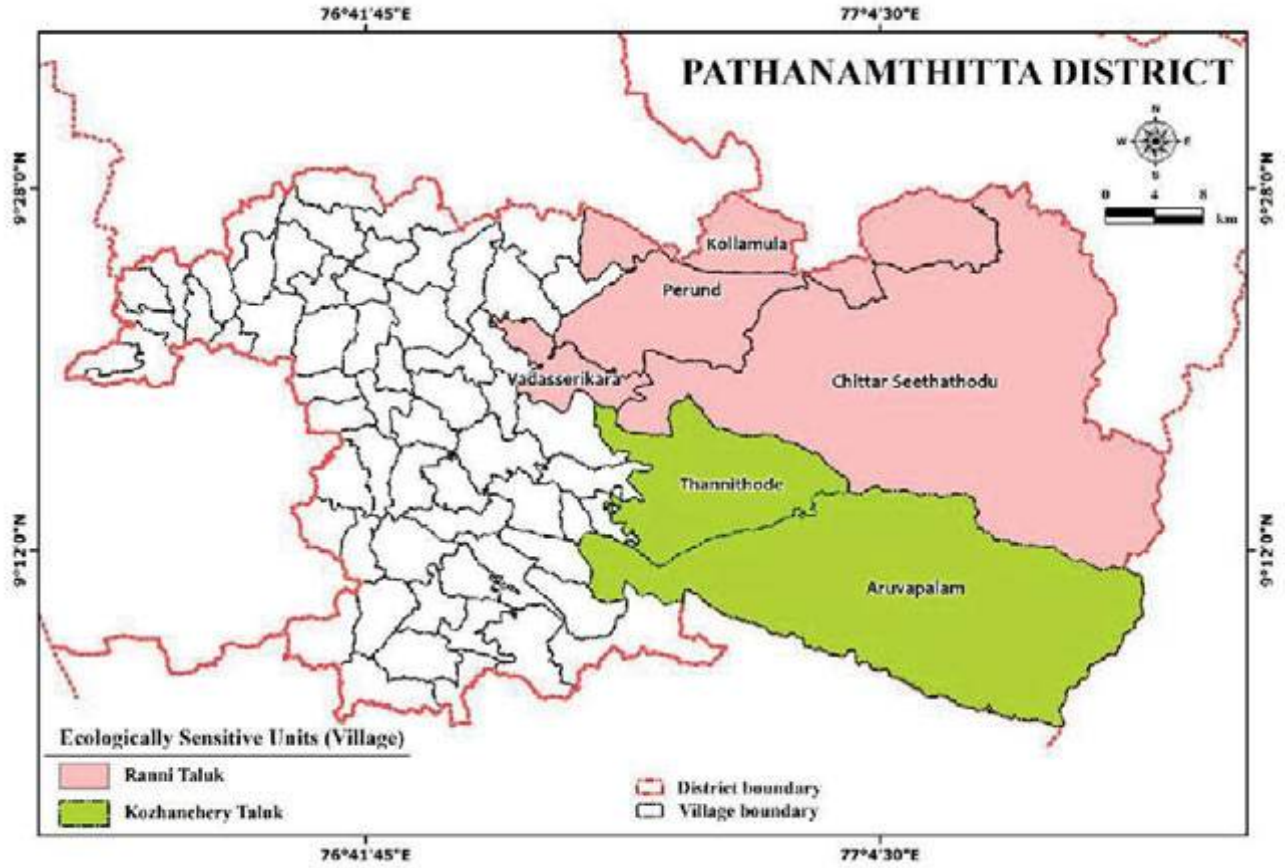 76°41'45"E 77°4'30"E
PATHANAMTHITTA DISTRICT
N
W E
S
9°28'0"N 9°28'0"N
0 4 8
km
Kollamula
Perund
Vadasserikara
Chittar Seethathodu
Thannithode
9°12'0"N 9°12'0"N
Aruvapalam
Ecologically Sensitive Units (Village)
Ranni Taluk
Kozhanchery Taluk
District boundary
Village boundary
76°41'45"E 77°4'30"E